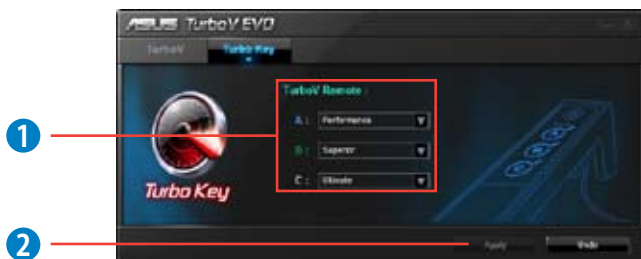 ASUS TurboV EVO
TurboV Turbo Key
TurboV Remote :
A : Performance
B : Superior
C : Ultimate
Turbo Key
Apply Undo
1
2